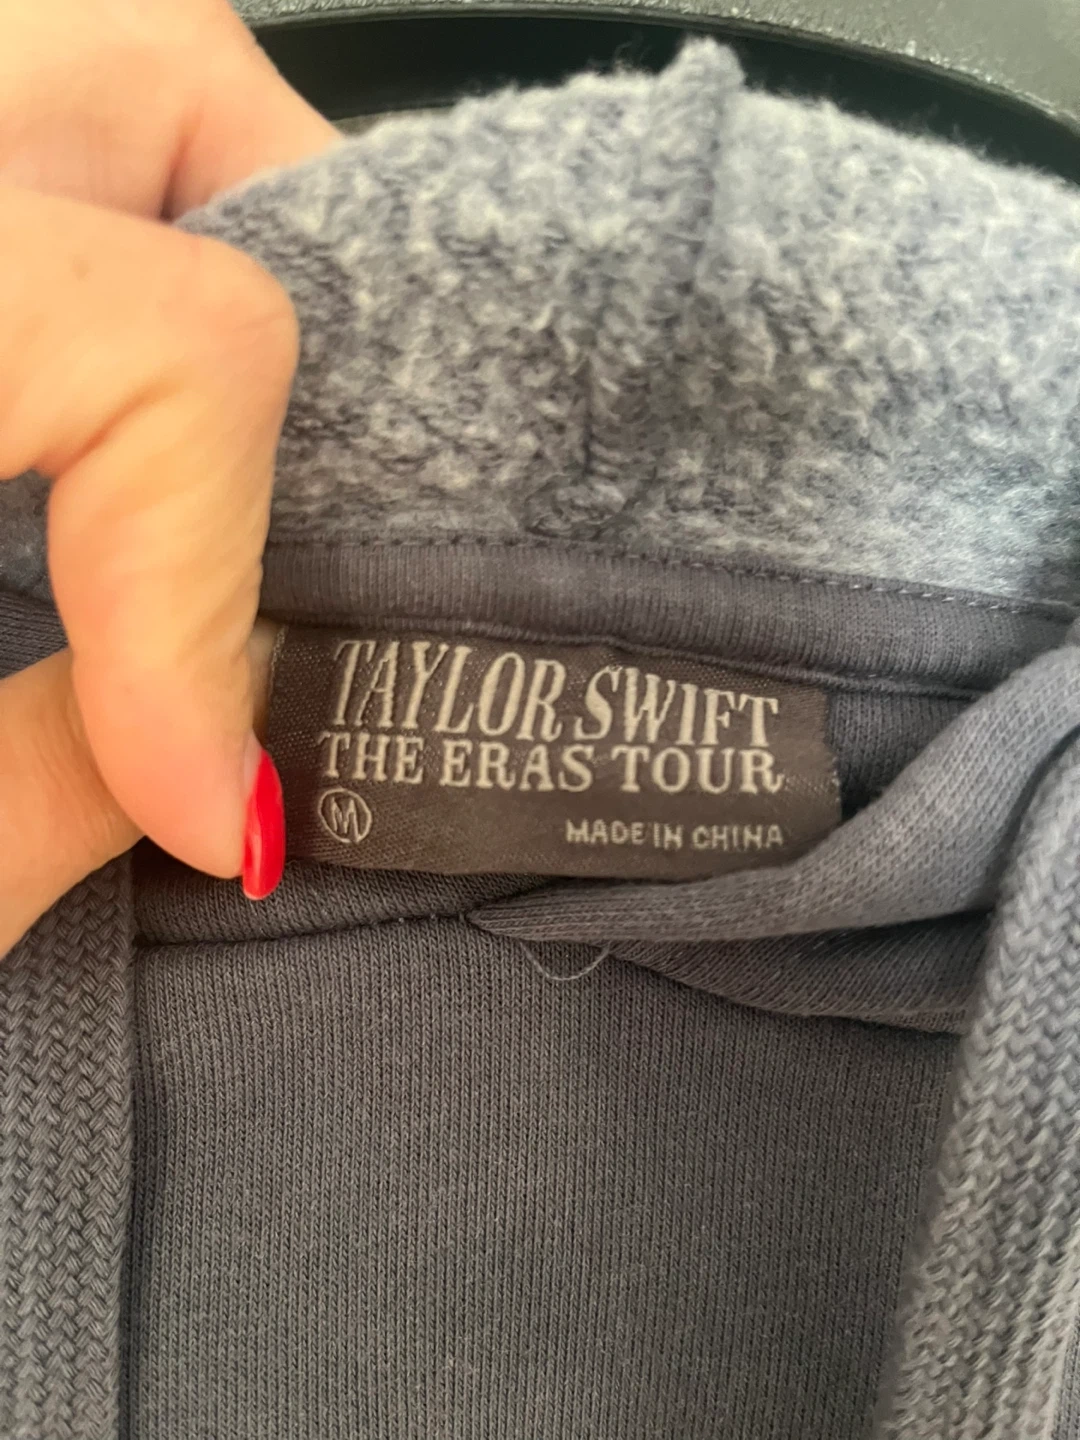 TAYLOR SWIFT
THE ERAS TOUR
M MADE IN CHINA